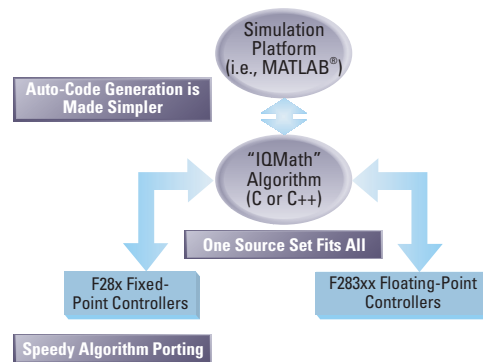 Simulation
Platform
(i.e., MATLAB®)
Auto-Code Generation is
Made Simpler
“IQMath”
Algorithm
(C or C++)
One Source Set Fits All
F28x Fixed-
Point Controllers
F283xx Floating-Point
Controllers
Speedy Algorithm Porting